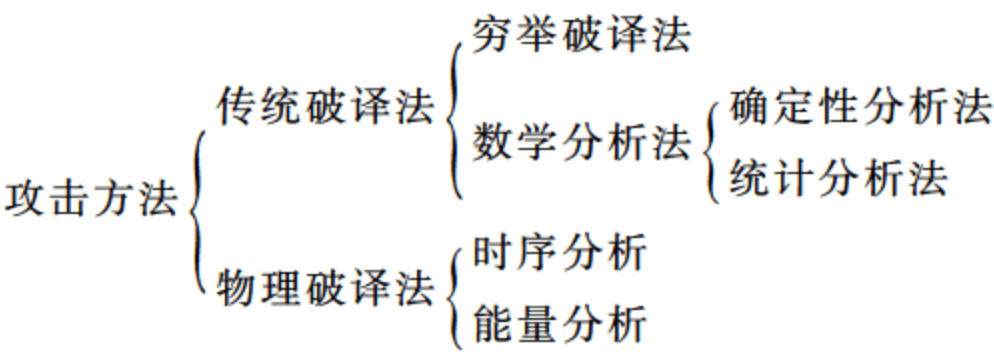 攻击方法
传统破译法
穷举破译法
数学分析法
确定性分析法
统计分析法
物理破译法
时序分析
能量分析